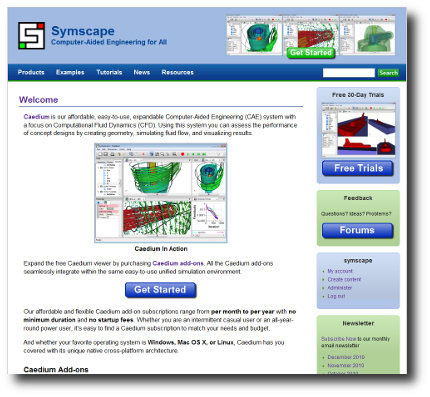 Symscape
Computer-Aided Engineering for All
Get Started
Products Examples Tutorials News Resources
Search
Welcome
Caedium is our affordable, easy-to-use, expandable Computer-Aided Engineering (CAE) system with
a focus on Computational Fluid Dynamics (CFD). Using this system you can assess the performance
of concept designs by creating geometry, simulating fluid flow, and visualizing results.
Caedium in Action
Expand the free Caedium viewer by purchasing Caedium add-ons. All the Caedium add-ons
seamlessly integrate within the same easy-to-use unified simulation environment.
Get Started
Our affordable and flexible Caedium add-on subscriptions range from per month to per year with no
minimum duration and no startup fees. Whether you are an intermittent casual user or an all-year-
round power user, it's easy to find a Caedium subscription to match your needs and budget.
And whether your favorite operating system is Windows, Mac OS X, or Linux, Caedium has you
covered with its unique native cross-platform architecture.
Caedium Add-ons
Free 30-Day Trials
Free Trials
Feedback
Questions? Ideas? Problems?
Forums
symscape
My account
Create content
Administer
Log out
Newsletter
Subscribe now to our monthly
email newsletter
December 2010
November 2010
October 2010